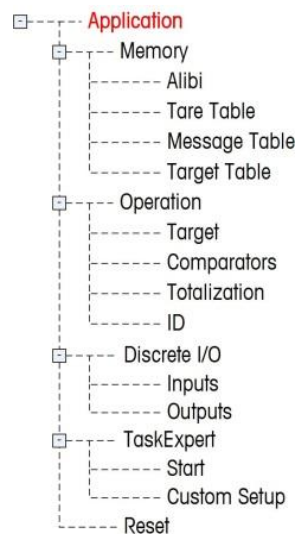 Application
Memory
Alibi
Tare Table
Message Table
Target Table
Operation
Target
Comparators
Totalization
ID
Discrete I/O
Inputs
Outputs
TaskExpert
Start
Custom Setup
Reset